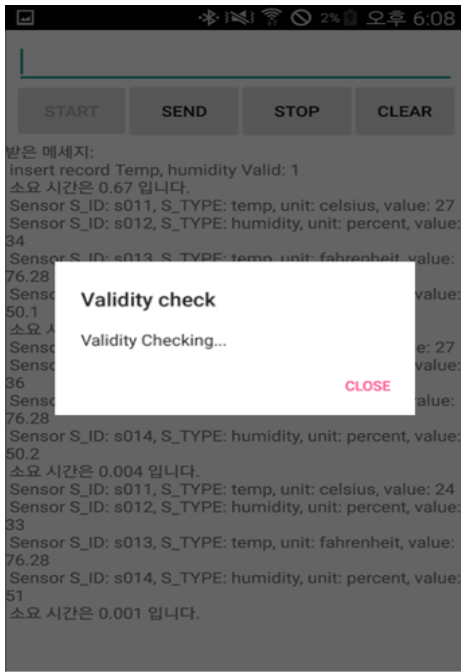 2% 오후 6:08
START SEND STOP CLEAR
받은 메세지:
insert record Temp, humidity Valid: 1
소요 시간은 0.67 입니다.
Sensor S_ID: s011, S_TYPE: temp, unit: celsius, value: 27
Sensor S_ID: s012, S_TYPE: humidity, unit: percent, value:
34
Sensor S_ID: s013, S_TYPE: temp, unit: fahrenheit, value:
76.28
value:
50.1
Validity check
Validity Checking...
CLOSE
소요
e: 27
value:
36
alue:
76.28
Sensor S_ID: s014, S_TYPE: humidity, unit: percent, value:
50.2
소요 시간은 0.004 입니다.
Sensor S_ID: s011, S_TYPE: temp, unit: celsius, value: 24
Sensor S_ID: s012, S_TYPE: humidity, unit: percent, value:
33
Sensor S_ID: s013, S_TYPE: temp, unit: fahrenheit, value:
76.28
Sensor S_ID: s014, S_TYPE: humidity, unit: percent, value:
51
소요 시간은 0.001 입니다.